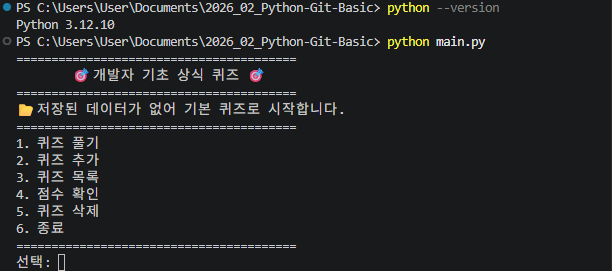 PS C:\Users\User\Documents\2026_02_Python-Git-Basic> python --version
Python 3.12.10
PS C:\Users\User\Documents\2026_02_Python-Git-Basic> python main.py
========================================
🎯 개발자 기초 상식 퀴즈 🎯
========================================
📂 저장된 데이터가 없어 기본 퀴즈로 시작합니다.
========================================
1. 퀴즈 풀기
2. 퀴즈 추가
3. 퀴즈 목록
4. 점수 확인
5. 퀴즈 삭제
6. 종료
========================================
선택: